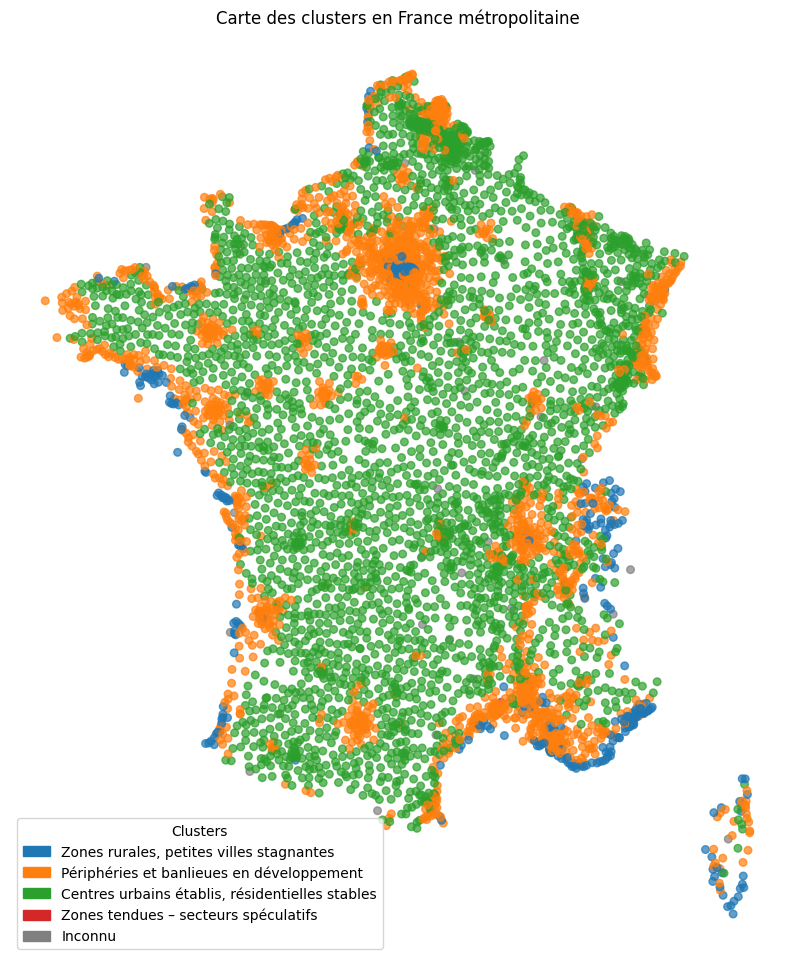 Carte des clusters en France métropolitaine
Clusters
Zones rurales, petites villes stagnantes
Périphéries et banlieues en développement
Centres urbains établis, résidentielles stables
Zones tendues – secteurs spéculatifs
Inconnu